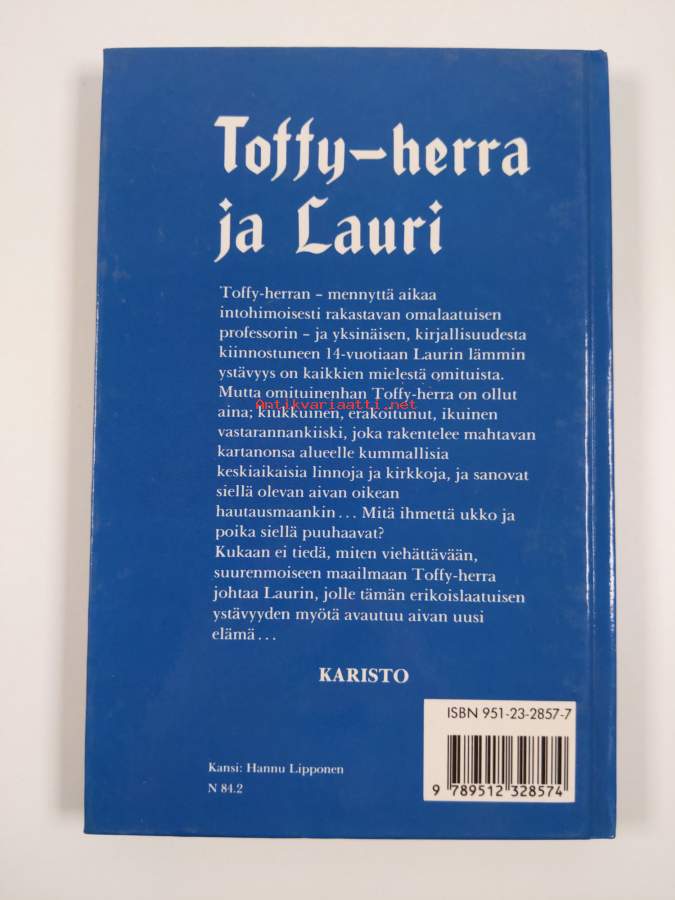 Toffy-herra
ja Lauri
Toffy-herran – mennyttä aikaa
intohimoisesti rakastavan omalaatuisen
professorin – ja yksinäisen, kirjallisuudesta
kiinnostuneen 14-vuotiaan Laurin lämmin
ystävyys on kaikkien mielestä omituista.
Mutta omituinenhan Toffy-herra on ollut
Antikvariaatti.net
aina; kiukkuinen, erakoitunut, ikuinen
vastarannankiiski, joka rakentelee mahtavan
kartanonsa alueelle kummallisia
keskiaikaisia linnoja ja kirkkoja, ja sanovat
siellä olevan aivan oikean
hautausmaankin... Mitä ihmettä ukko ja
poika siellä puuhaavat?
Kukaan ei tiedä, miten viehättävään,
suurenmoiseen maailmaan Toffy-herra
johtaa Laurin, jolle tämän erikoislaatuisen
ystävyyden myötä avautuu aivan uusi
elämä...
KARISTO
ISBN 951-23-2857-7
Kansi: Hannu Lipponen
N 84.2
9 789512 328574